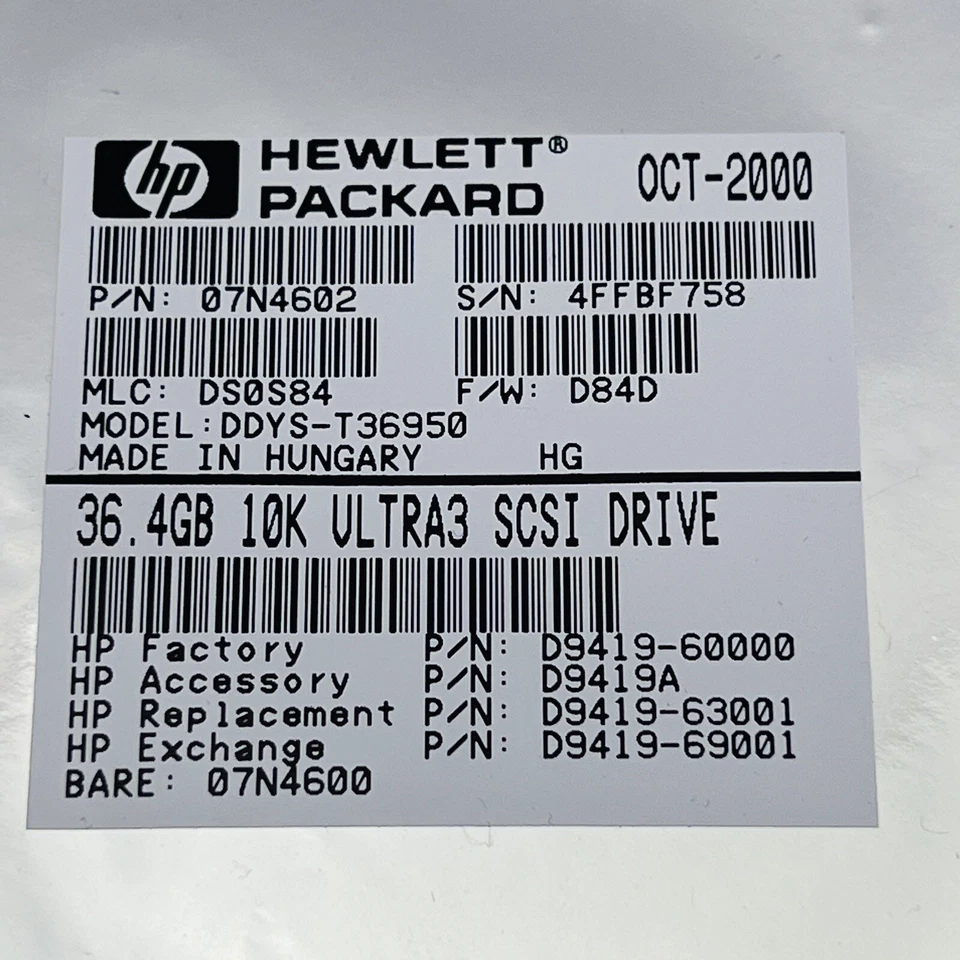 hp HEWLETT® PACKARD OCT-2000
P/N: 07N4602 S/N: 4FFBF758
MLC: DS0S84 F/W: D84D
MODEL:DDYS-T36950
MADE IN HUNGARY HG
36.4GB 10K ULTRA3 SCSI DRIVE
HP Factory P/N: D9419-60000
HP Accessory P/N: D9419A
HP Replacement P/N: D9419-63001
HP Exchange P/N: D9419-69001
BARE: 07N4600